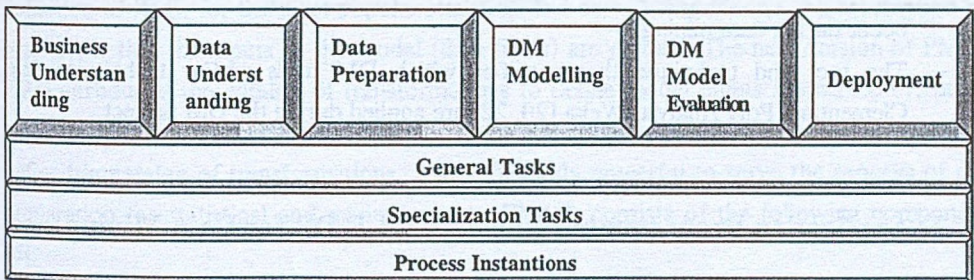 Business
Understan
ding
Data
Underst
anding
Data
Preparation
DM
Modelling
DM
Model
Evaluation
Deployment
General Tasks
Specialization Tasks
Process Instantions